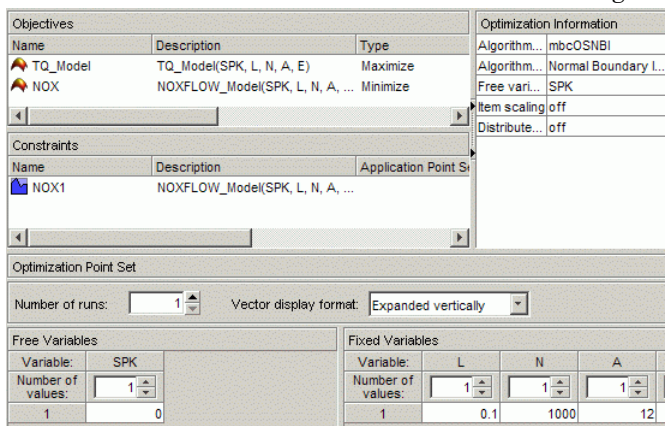 Objectives
Name Description Type
TQ_Model TQ_Model(SPK, L, N, A, E) Maximize
NOX NOXFLOW_Model(SPK, L, N, A, ... Minimize
Constraints
Name Description Application Point Se
NOX1 NOXFLOW_Model(SPK, L, N, A, ...
Optimization Information
Algorithm... mbcOSNBI
Algorithm... Normal Boundary I...
Free vari... SPK
Item scaling off
Distribute... off
Optimization Point Set
Number of runs: 1 Vector display format: Expanded vertically
Free Variables
Variable: SPK
Number of values: 1
1 0
Fixed Variables
Variable: L N A
Number of values: 1 1 1
1 0.1 1000 12